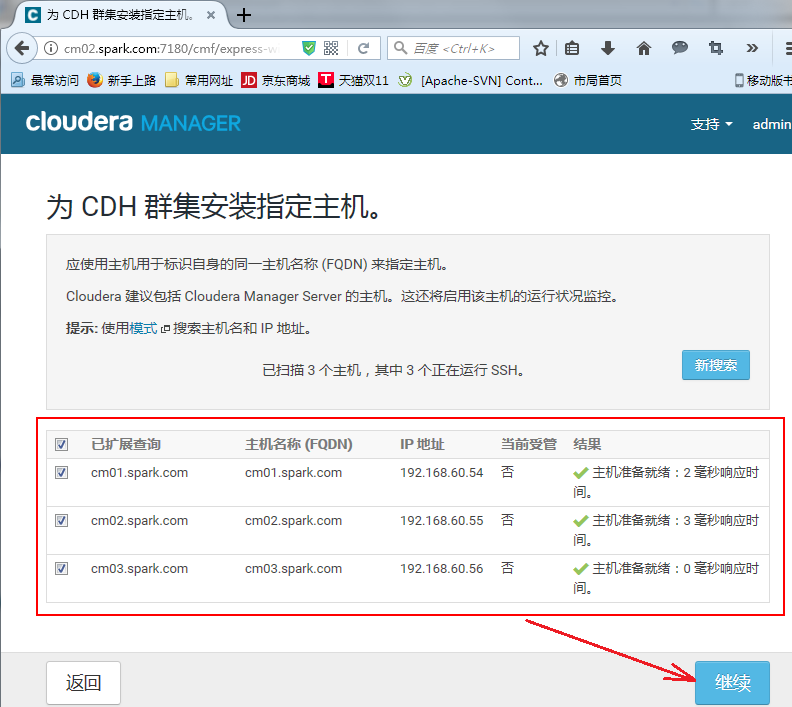 为 CDH 群集安装指定主机。
cm02.spark.com:7180/cmf/express-w
百度 <Ctrl+K>
最常访问 新手上路 常用网址 JD 京东商城 T 天猫双11 [Apache-SVN] Cont... 市局首页 移动版书
cloudera MANAGER
支持 admin
为 CDH 群集安装指定主机。
应使用主机用于标识自身的同一主机名称 (FQDN) 来指定主机。
Cloudera 建议包括 Cloudera Manager Server 的主机。这还将启用该主机的运行状况监控。
提示: 使用模式 搜索主机名和 IP 地址。
已扫描 3 个主机，其中 3 个正在运行 SSH。
新搜索
已扩展查询 主机名称 (FQDN) IP 地址 当前受管 结果
cm01.spark.com cm01.spark.com 192.168.60.54 否 主机准备就绪：2 毫秒响应时
间。
cm02.spark.com cm02.spark.com 192.168.60.55 否 主机准备就绪：3 毫秒响应时
间。
cm03.spark.com cm03.spark.com 192.168.60.56 否 主机准备就绪：0 毫秒响应时
间。
返回 继续